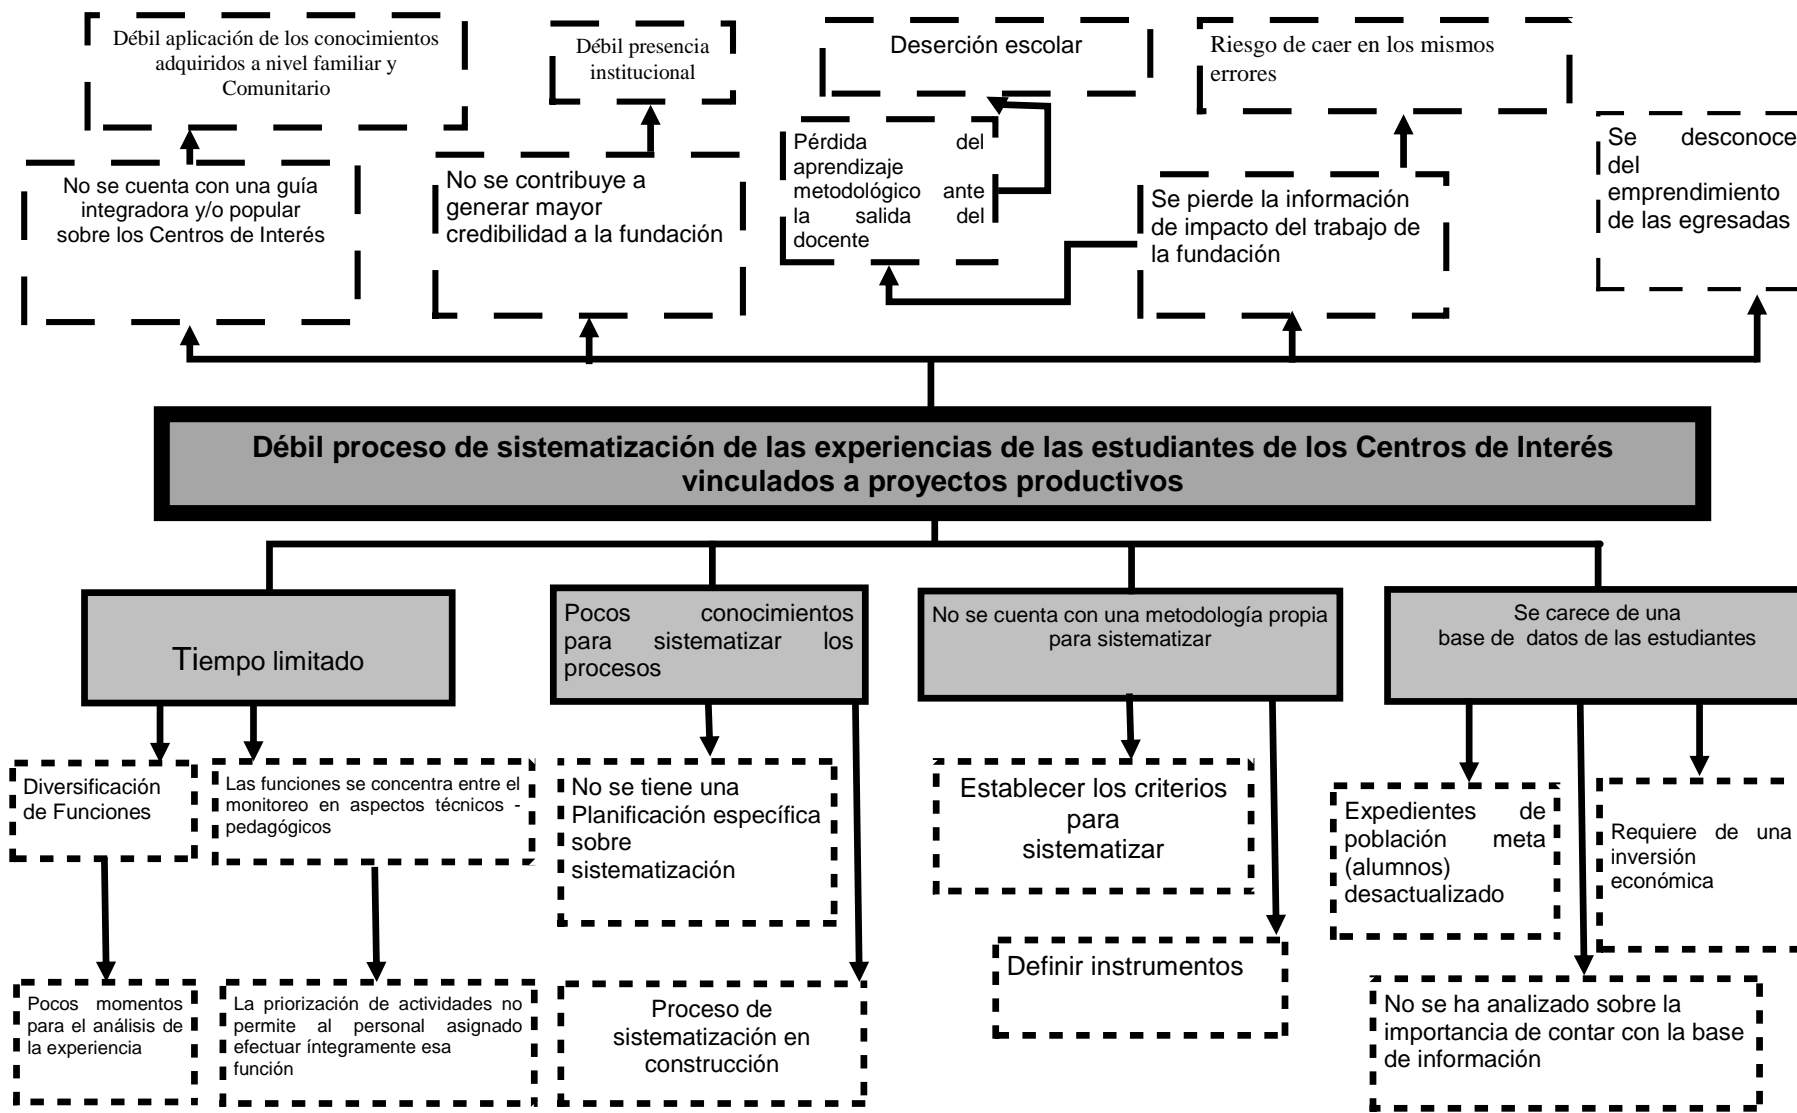 Débil aplicación de los conocimientos
adquiridos a nivel familiar y
Comunitario
Débil presencia
institucional
Deserción escolar
Riesgo de caer en los mismos
errores
No se cuenta con una guía
integradora y/o popular
sobre los Centros de Interés
No se contribuye a
generar mayor
credibilidad a la fundación
Pérdida del
aprendizaje
metodológico ante
la salida del
docente
Se pierde la información
de impacto del trabajo de
la fundación
Se desconoce
del
emprendimiento
de las egresadas
Débil proceso de sistematización de las experiencias de las estudiantes de los Centros de Interés
vinculados a proyectos productivos
Tiempo limitado
Pocos conocimientos
para sistematizar los
procesos
No se cuenta con una metodología propia
para sistematizar
Se carece de una
base de datos de las estudiantes
Diversificación
de Funciones
Las funciones se concentra entre el
monitoreo en aspectos técnicos -
pedagógicos
No se tiene una
Planificación específica
sobre
sistematización
Establecer los criterios
para
sistematizar
Expedientes de
población meta
(alumnos)
desactualizado
Requiere de una
inversión
económica
Pocos momentos
para el análisis de
la experiencia
La priorización de actividades no
permite al personal asignado
efectuar íntegramente esa
función
Proceso de
sistematización en
construcción
Definir instrumentos
No se ha analizado sobre la
importancia de contar con la base
de información